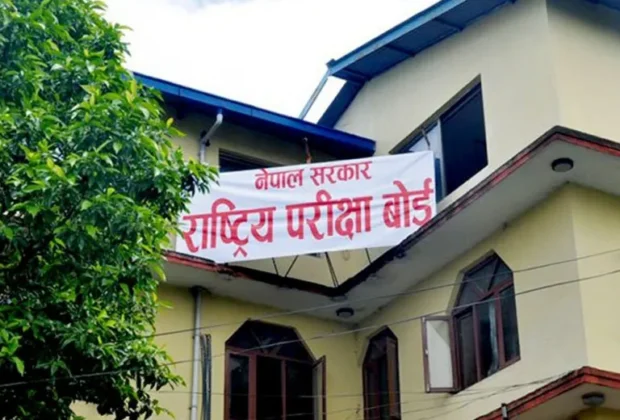 नेपाल सरकार
राष्ट्रिय परीक्षा बोर्ड